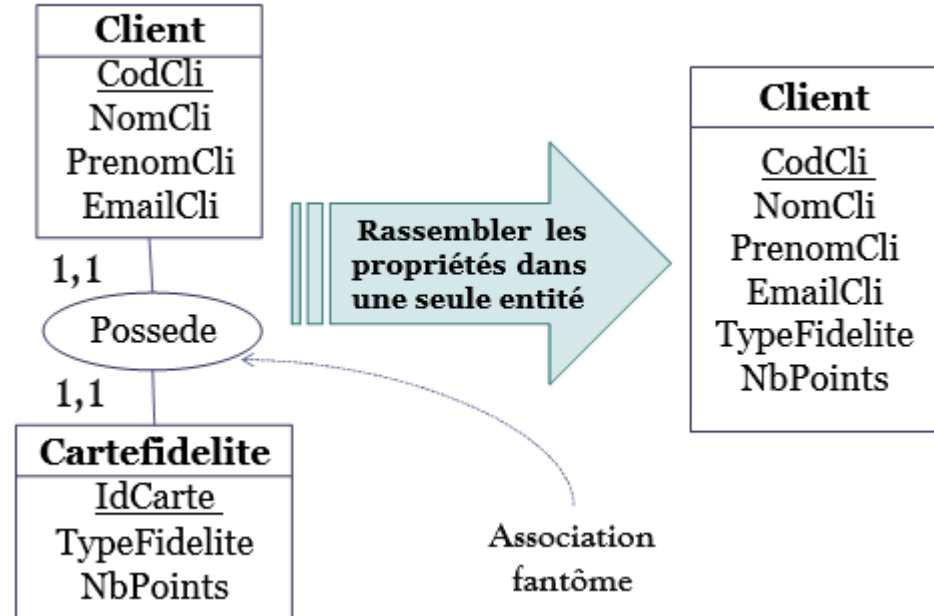 Client
CodCli
NomCli
PrenomCli
EmailCli
1,1
Possede
1,1
Cartefidelite
IdCarte
TypeFidelite
NbPoints
Rassembler les
propriétés dans
une seule entité
Association
fantôme
Client
CodCli
NomCli
PrenomCli
EmailCli
TypeFidelite
NbPoints